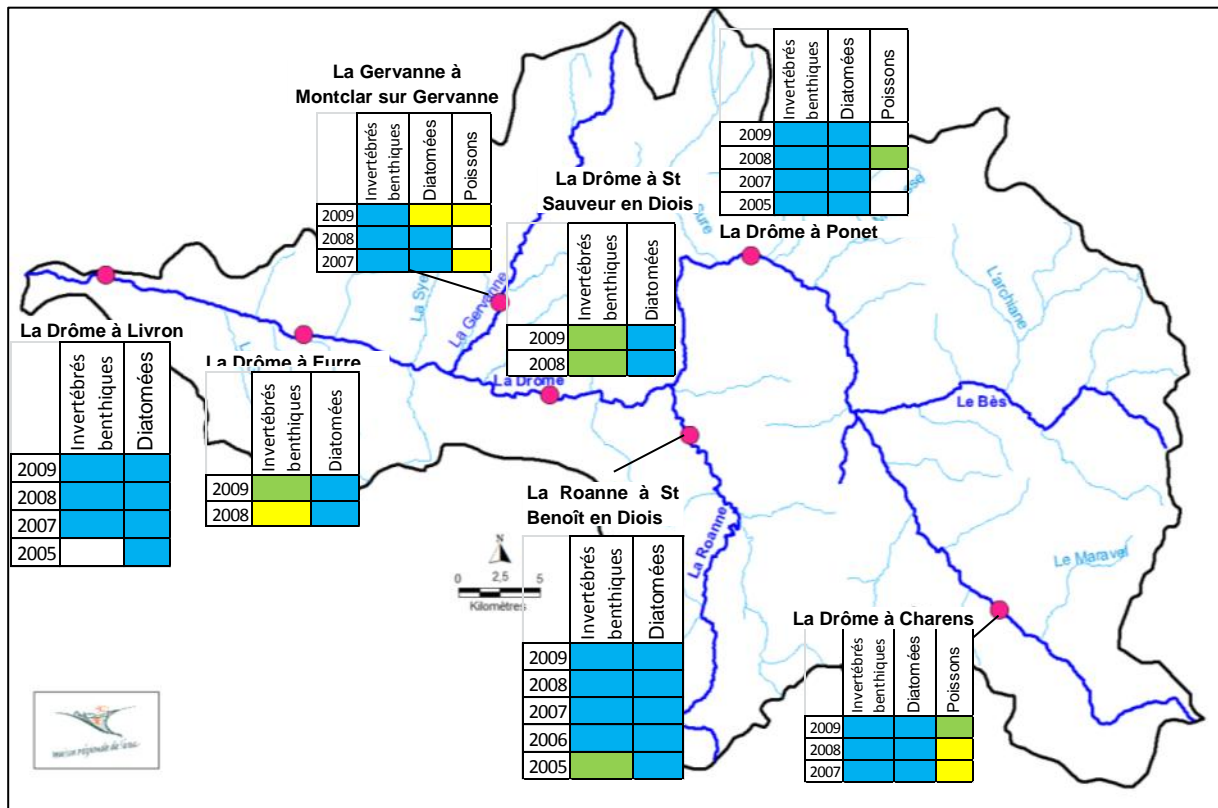 La Gervanne à
Montclar sur Gervanne
Invertébrés
benthiques
Diatomées
Poissons
2009
2008
2007
Invertébrés
benthiques
Diatomées
Poissons
2009
2008
2007
2005
La Drôme à Ponet
La Drôme à St
Sauveur en Diois
Invertébrés
benthiques
Diatomées
2009
2008
La Drôme à Livron
Invertébrés
benthiques
Diatomées
2009
2008
2007
2005
La Drôme à Eurre
Invertébrés
benthiques
Diatomées
2009
2008
La Roanne à St
Benoît en Diois
Invertébrés
benthiques
Diatomées
2009
2008
2007
2006
2005
La Drôme à Charens
Invertébrés
benthiques
Diatomées
Poissons
2009
2008
2007
La Sye
La Gervanne
La Drôme
L'archiane
Le Bès
La Roanne
Le Maravel
N
0 2,5 5
Kilomètres